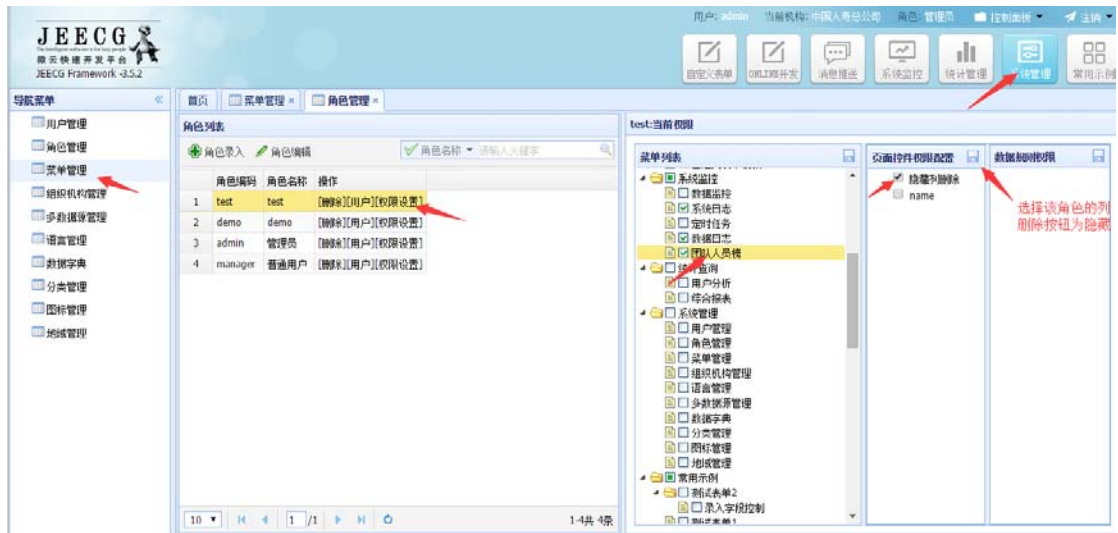 用户: admin 当前机构: 中国人寿总公司 角色: 管理员 控制面板 注销
JEECG
微云快速开发平台
JEECG Framework -3.5.2
自定义表单 ONLINE开发 消息推送 系统监控 统计管理 系统管理 常用示例
导航菜单
用户管理
角色管理
菜单管理
组织机构管理
多数据源管理
语言管理
数据字典
分类管理
图标管理
地域管理
首页 菜单管理 × 角色管理 ×
角色列表
角色录入 角色编辑 角色名称 请输入关键字
角色编码 角色名称 操作
1 test test [删除][用户][权限设置]
2 demo demo [删除][用户][权限设置]
3 admin 管理员 [删除][用户][权限设置]
4 manager 普通用户 [删除][用户][权限设置]
10 1 /1 1-4共 4条
test:当前权限
菜单列表
系统监控
数据监控
系统日志
定时任务
数据日志
团队人员榜
统计查询
用户分析
综合报表
系统管理
用户管理
角色管理
菜单管理
组织机构管理
语言管理
多数据源管理
数据字典
分类管理
图标管理
地域管理
常用示例
测试表单2
录入字段控制
测试表单1
页面控件权限配置
隐藏列删除
name
数据规则权限
选择该角色的列
删除按钮为隐藏